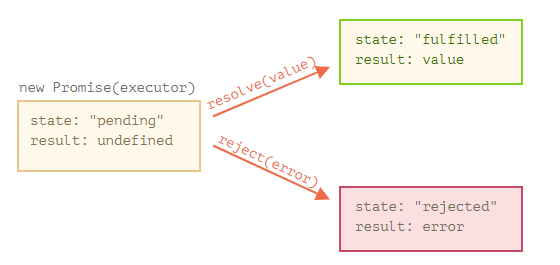 new Promise(executor)
state: "pending"
result: undefined
resolve(value)
reject(error)
state: "fulfilled"
result: value
state: "rejected"
result: error